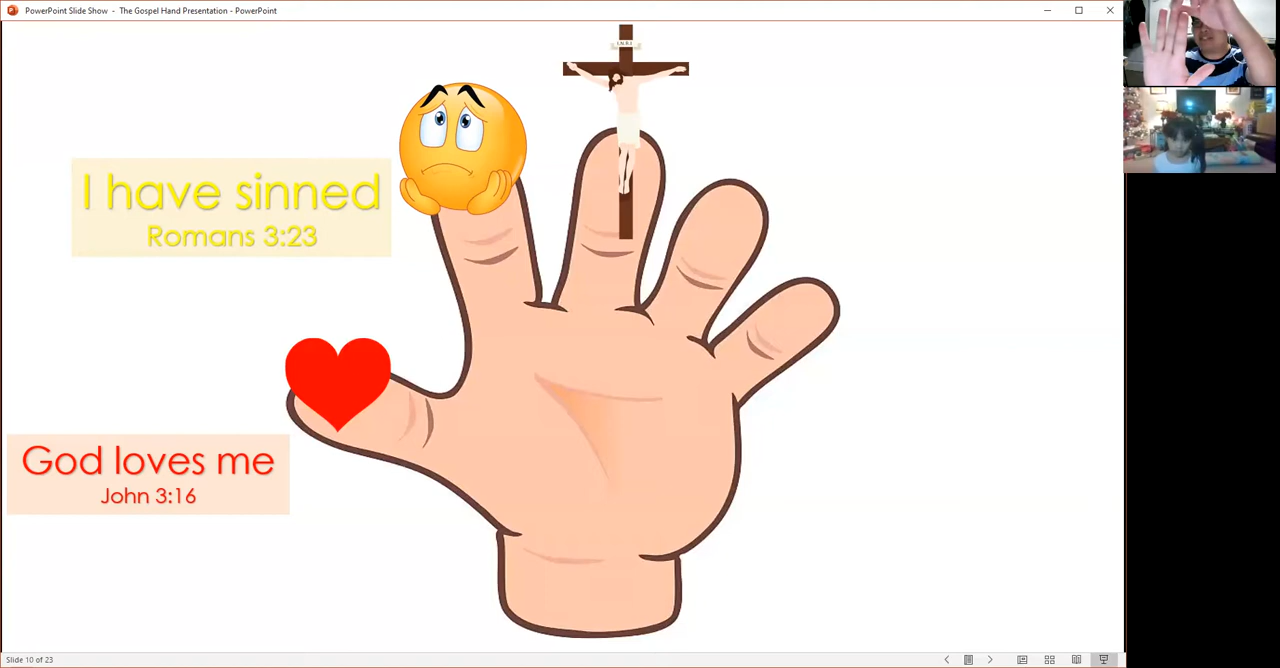 PowerPoint Slide Show - The Gospel Hand Presentation - PowerPoint
I.N.R.I
I have sinned
Romans 3:23
God loves me
John 3:16
Slide 10 of 23